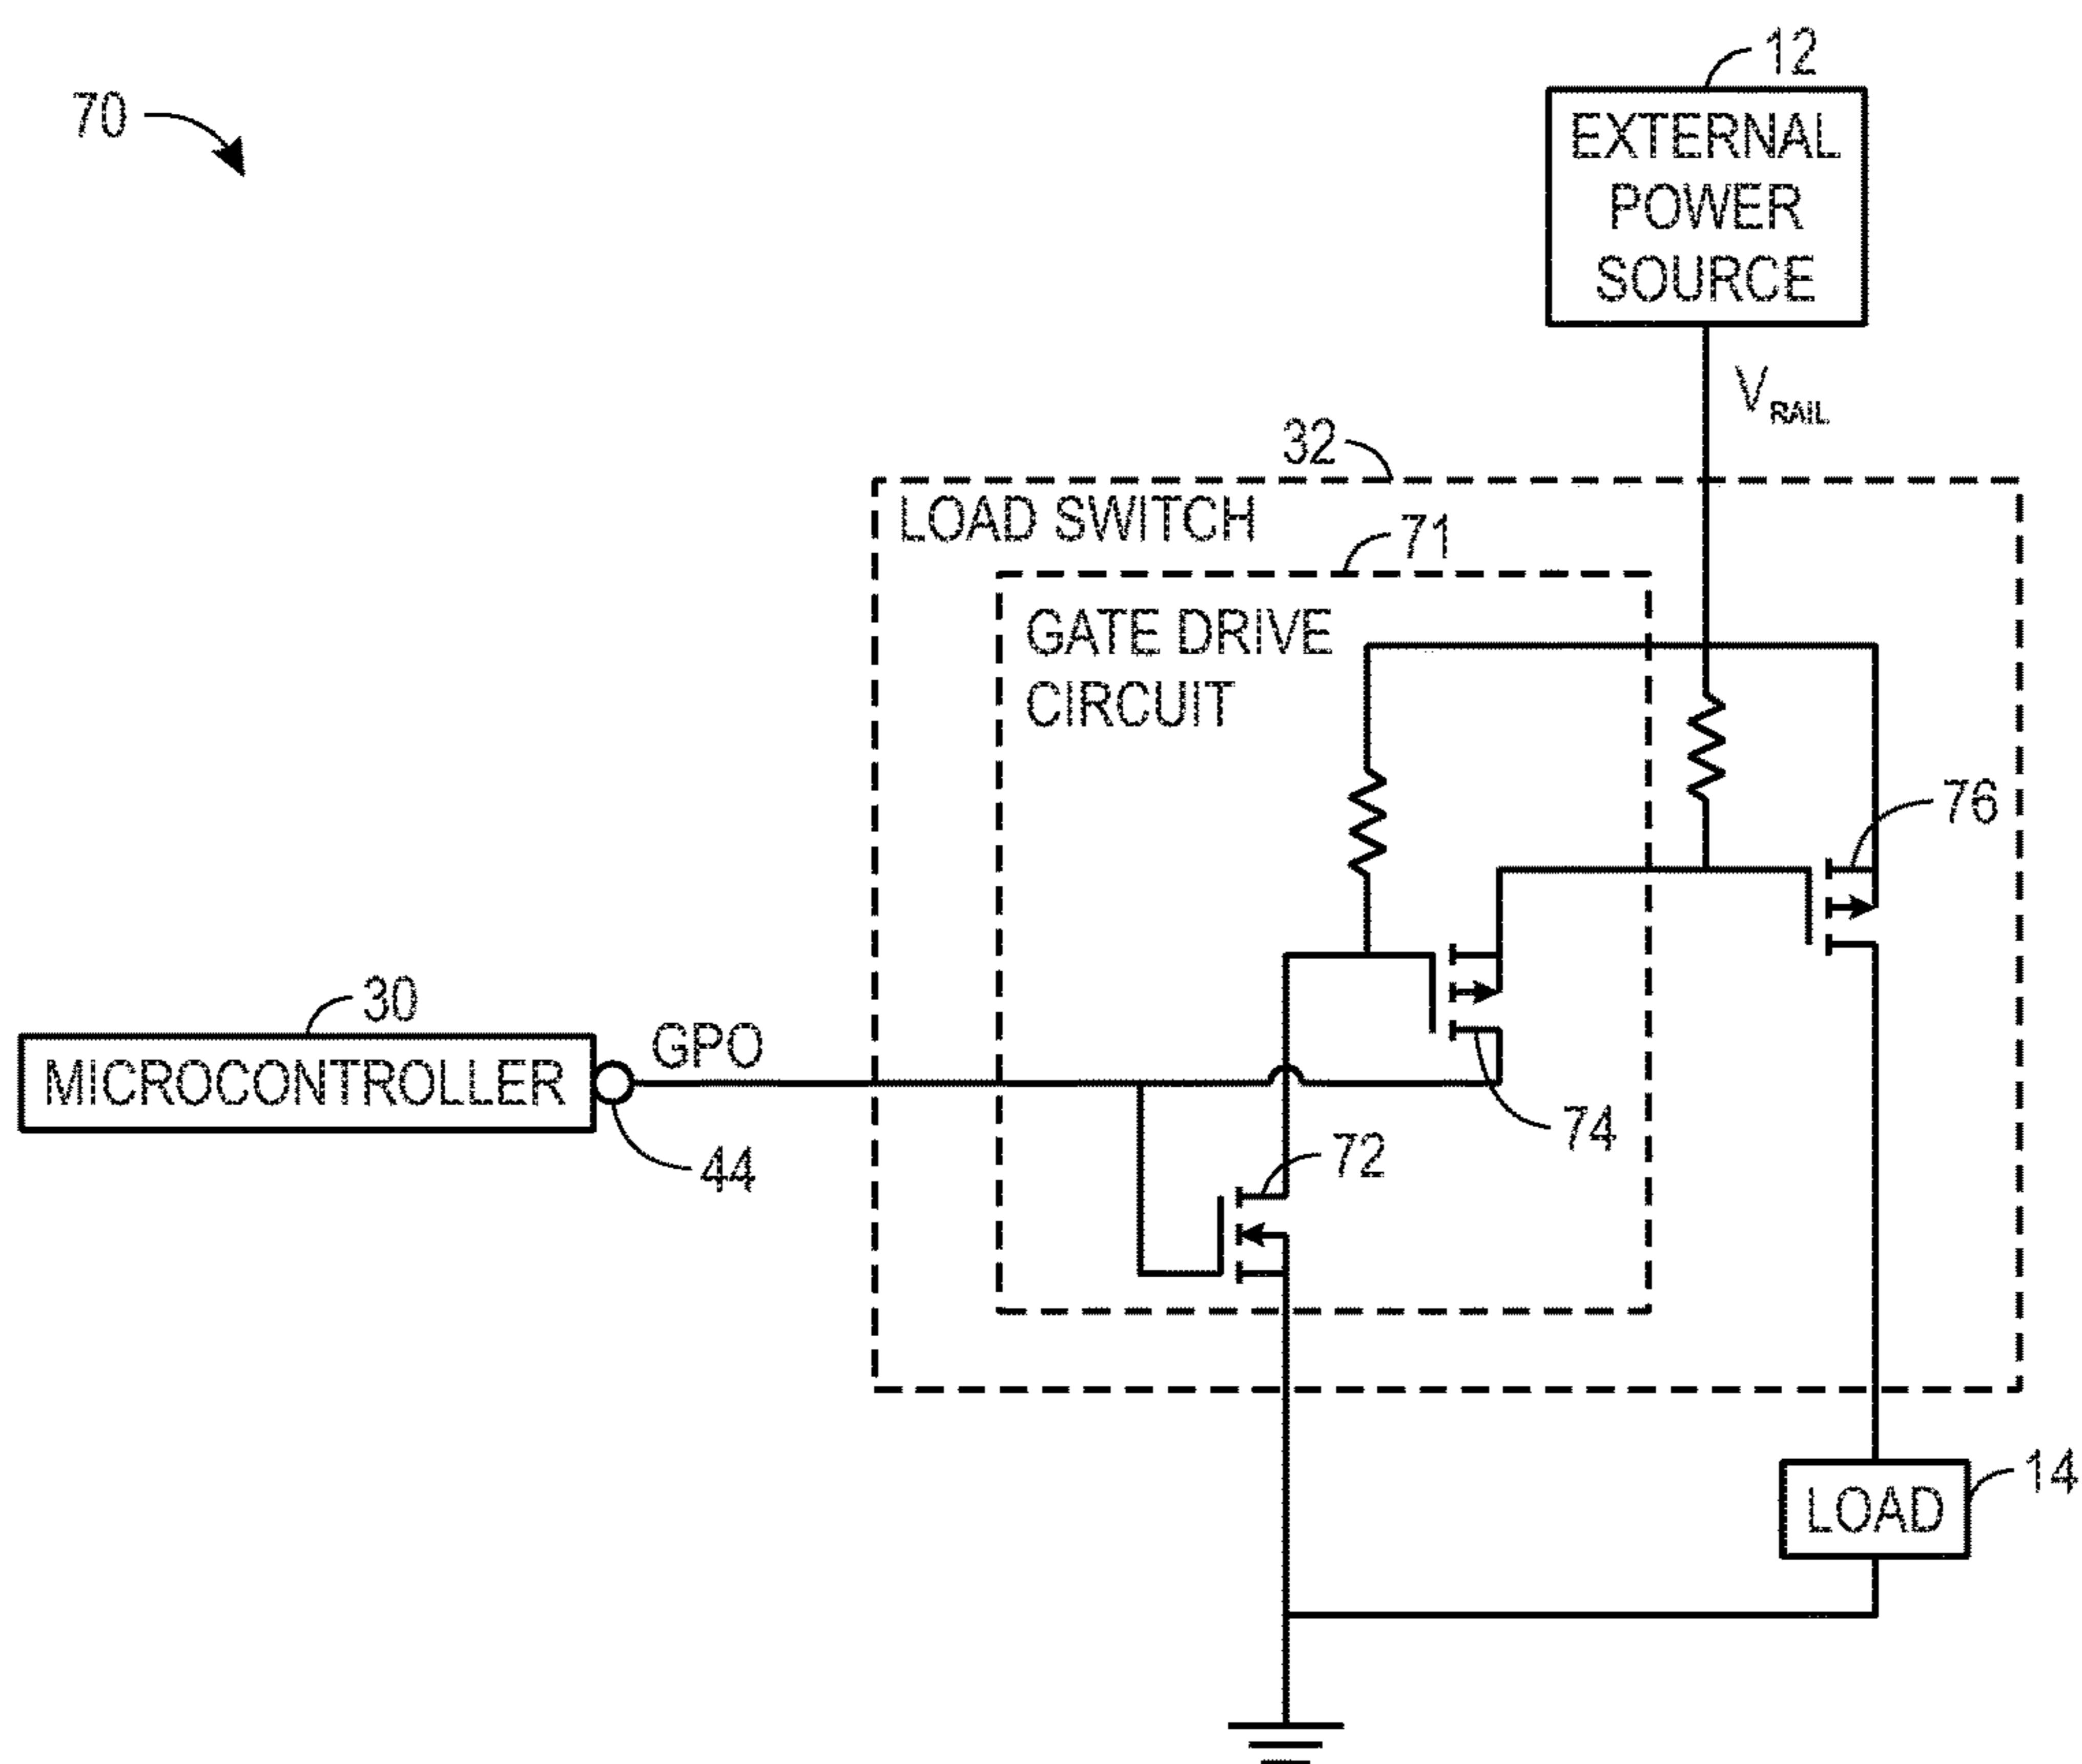 12
70
EXTERNAL
POWER
SOURCE
V RAIL
32
LOAD SWITCH
71
GATE DRIVE
CIRCUIT
76
30
GPO
MICROCONTROLLER
74
72
44
14
LOAD